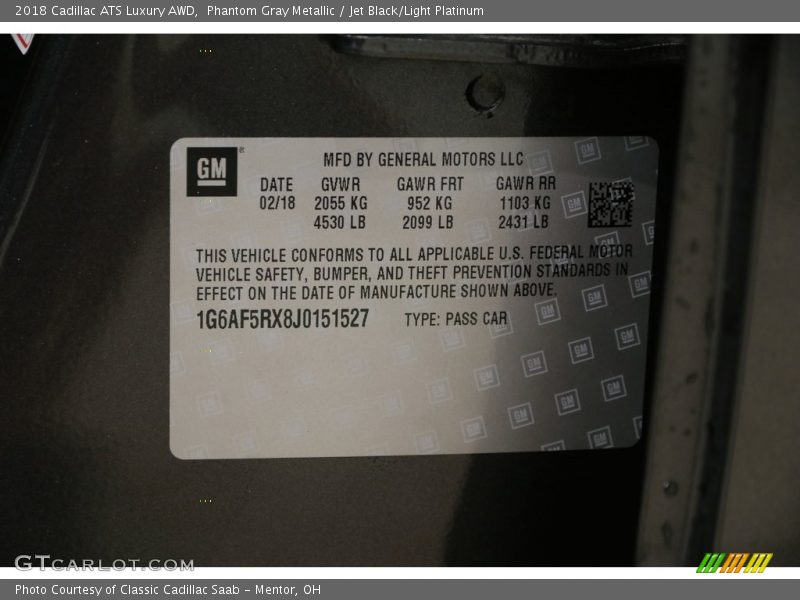 2018 Cadillac ATS Luxury AWD,  Phantom Gray Metallic / Jet Black/Light Platinum
GM®
MFD BY GENERAL MOTORS LLC
DATE GVWR GAWR FRT GAWR RR
02/18 2055 KG 952 KG 1103 KG
4530 LB 2099 LB 2431 LB
THIS VEHICLE CONFORMS TO ALL APPLICABLE U.S. FEDERAL MOTOR
VEHICLE SAFETY, BUMPER, AND THEFT PREVENTION STANDARDS IN
EFFECT ON THE DATE OF MANUFACTURE SHOWN ABOVE.
1G6AF5RX8J0151527 TYPE: PASS CAR
GTCARLOT.COM
Photo Courtesy of Classic Cadillac Saab - Mentor, OH